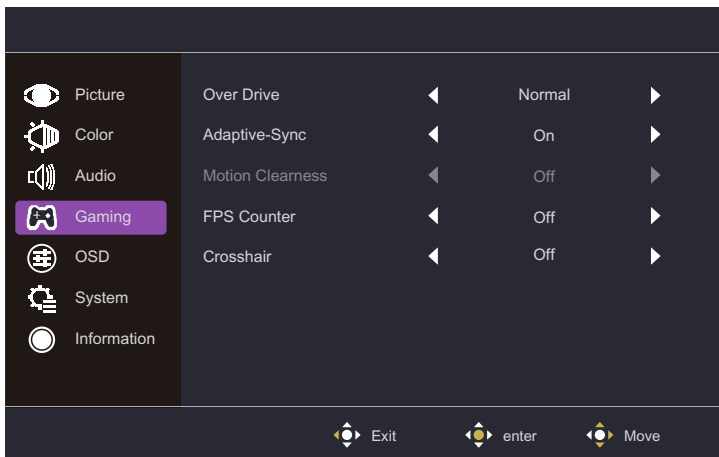 Picture
Color
Audio
Gaming
OSD
System
Information
Over Drive Normal
Adaptive-Sync On
Motion Clearness Off
FPS Counter Off
Crosshair Off
Exit enter Move